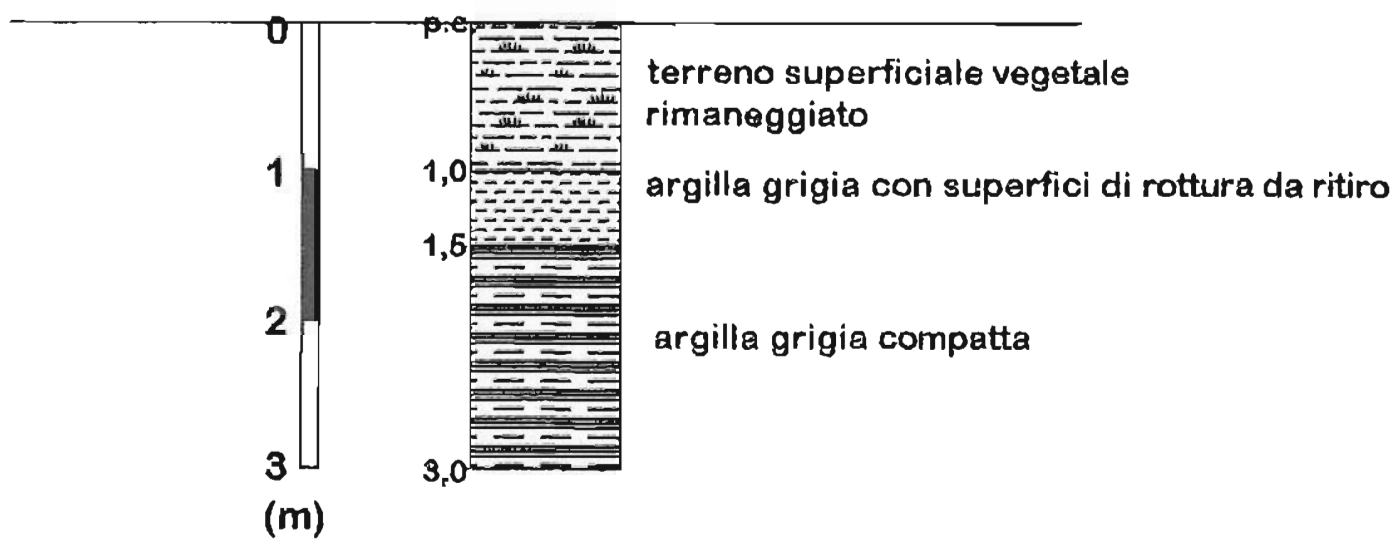 0
p.c.
terreno superficiale vegetale
rimaneggiato
1
1,0
argilla grigia con superfici di rottura da ritiro
1,5
2
argilla grigia compatta
3
3,0
(m)